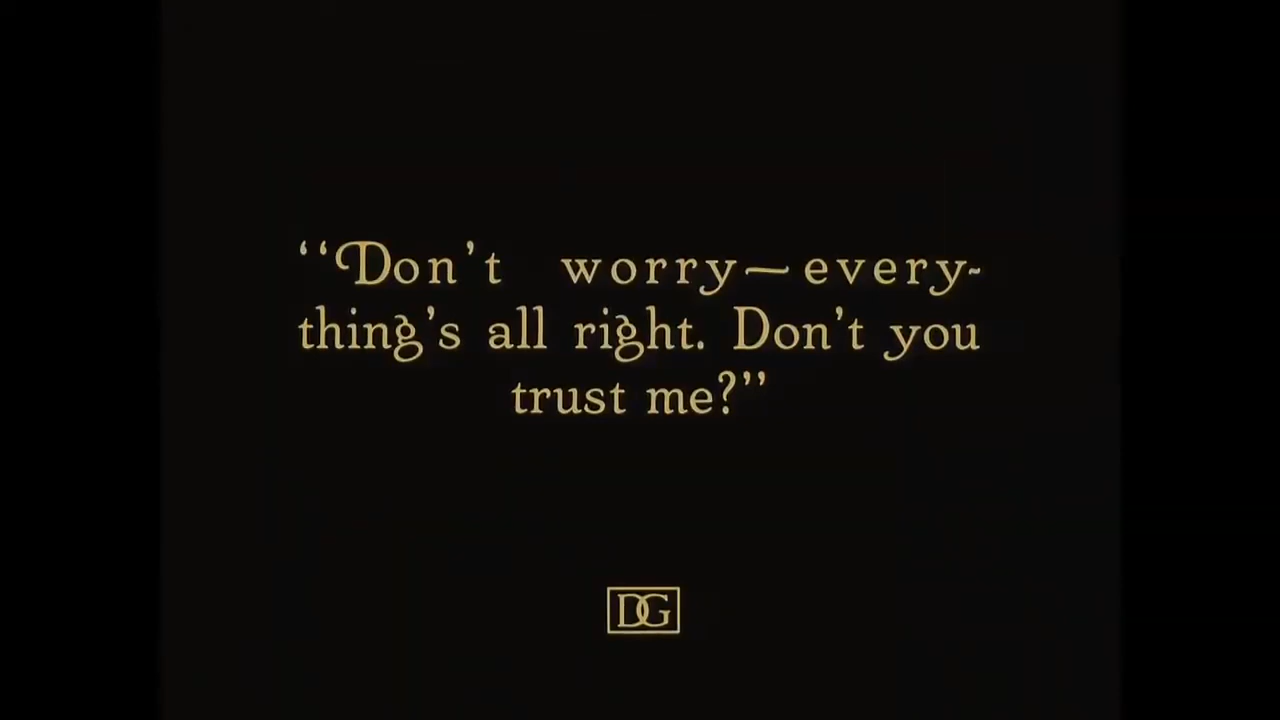 ‘‘Don’t worry—every-
thing’s all right. Don’t you
trust me?’’
DG